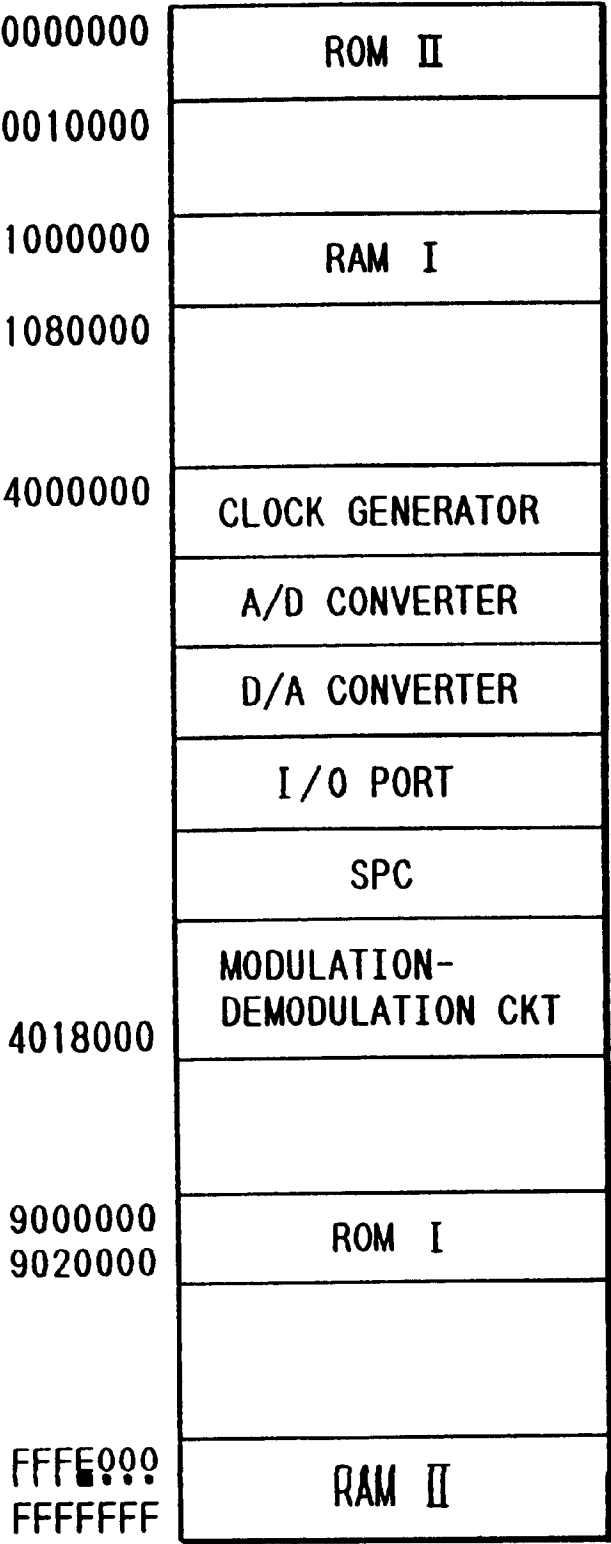 0000000
ROM II
0010000
1000000
RAM I
1080000
4000000
CLOCK GENERATOR
A/D CONVERTER
D/A CONVERTER
I/O PORT
SPC
MODULATION-
DEMODULATION CKT
4018000
9000000
ROM I
9020000
FFFE000
RAM II
FFFFFFF